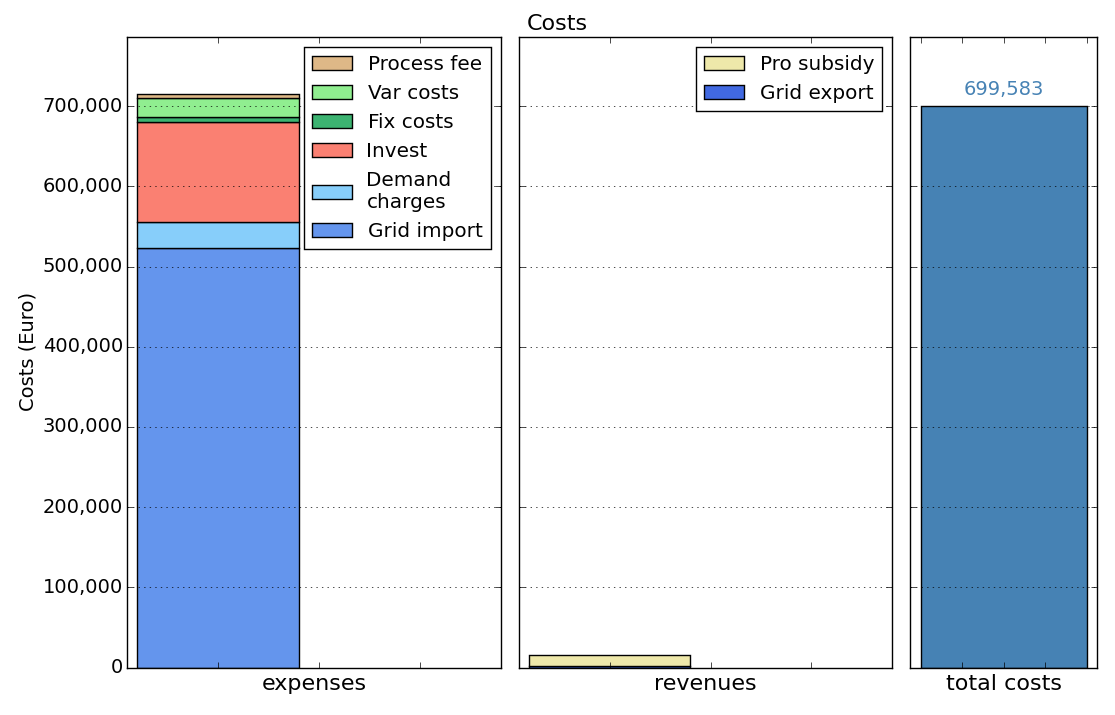 Costs
Costs (Euro)
700,000
600,000
500,000
400,000
300,000
200,000
100,000
0
Process fee
Var costs
Fix costs
Invest
Demand
charges
Grid import
expenses
Pro subsidy
Grid export
revenues
699,583
total costs